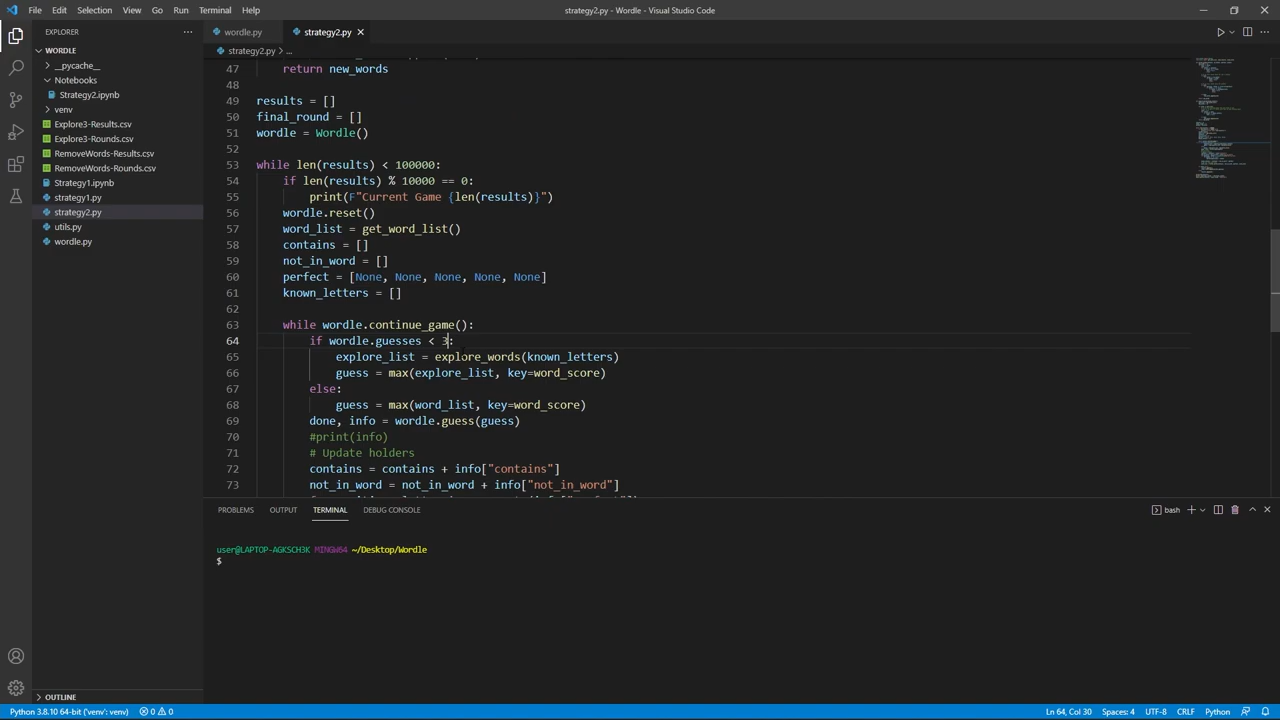 File Edit Selection View Go Run Terminal Help
strategy2.py - Wordle - Visual Studio Code
EXPLORER
WORDLE
__pycache__
Notebooks
Strategy2.ipynb
venv
Explore3-Results.csv
Explore3-Rounds.csv
RemoveWords-Results.csv
RemoveWords-Rounds.csv
Strategy1.ipynb
strategy1.py
strategy2.py
utils.py
wordle.py
OUTLINE
wordle.py strategy2.py
strategy2.py > ...
47 return new_words
48
49 results = []
50 final_round = []
51 wordle = Wordle()
52
53 while len(results) < 100000:
54 if len(results) % 10000 == 0:
55 print(F"Current Game {len(results)}")
56 wordle.reset()
57 word_list = get_word_list()
58 contains = []
59 not_in_word = []
60 perfect = [None, None, None, None, None]
61 known_letters = []
62
63 while wordle.continue_game():
64 if wordle.guesses < 3:
65 explore_list = explore_words(known_letters)
66 guess = max(explore_list, key=word_score)
67 else:
68 guess = max(word_list, key=word_score)
69 done, info = wordle.guess(guess)
70 #print(info)
71 # Update holders
72 contains = contains + info["contains"]
73 not_in_word = not_in_word + info["not_in_word"]
PROBLEMS OUTPUT TERMINAL DEBUG CONSOLE
bash
user@LAPTOP-AGKSCH3K MINGW64 ~/Desktop/Wordle
$
Python 3.8.10 64-bit ('venv': venv) 0 0
Ln 64, Col 30 Spaces: 4 UTF-8 CRLF Python